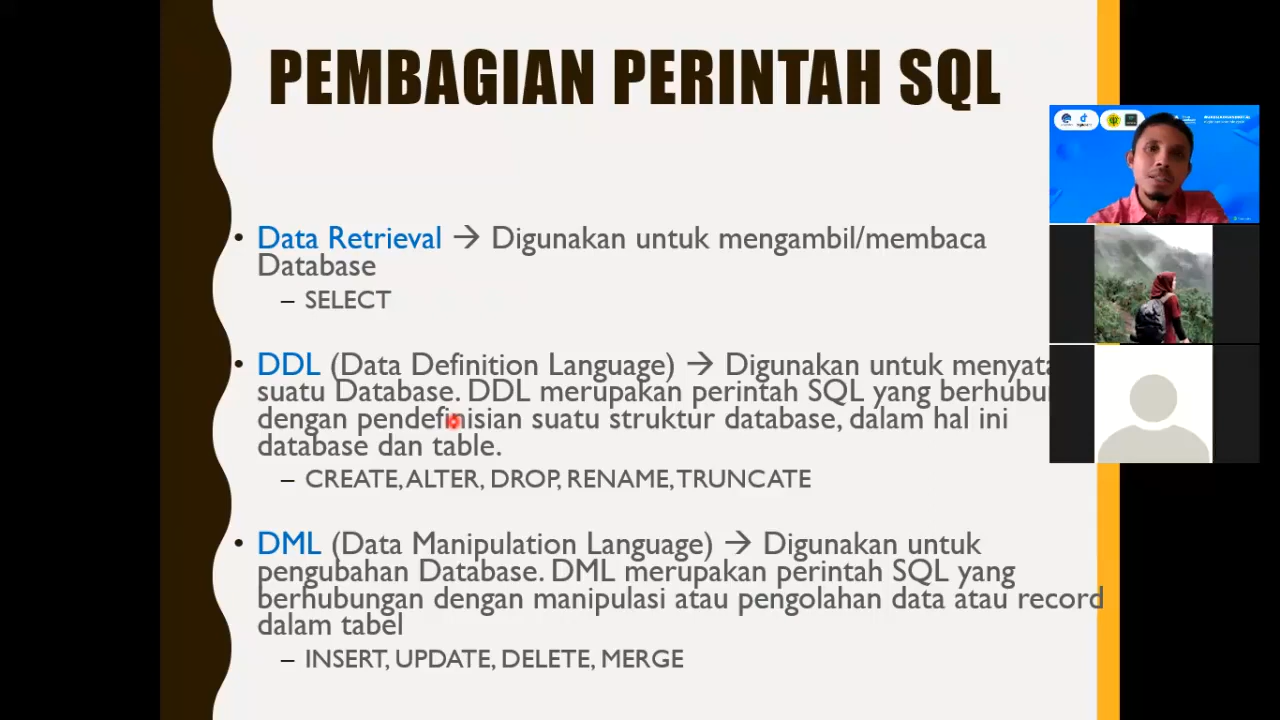 PEMBAGIAN PERINTAH SQL
• Data Retrieval → Digunakan untuk mengambil/membaca
Database
– SELECT
• DDL (Data Definition Language) → Digunakan untuk
suatu Database. DDL merupakan perintah SQL yang
dengan pendefinisian suatu struktur database, dalam hal ini
database dan table.
– CREATE, ALTER, DROP, RENAME, TRUNCATE
• DML (Data Manipulation Language) → Digunakan untuk
pengubahan Database. DML merupakan perintah SQL yang
berhubungan dengan manipulasi atau pengolahan data atau record
dalam tabel
– INSERT, UPDATE, DELETE, MERGE